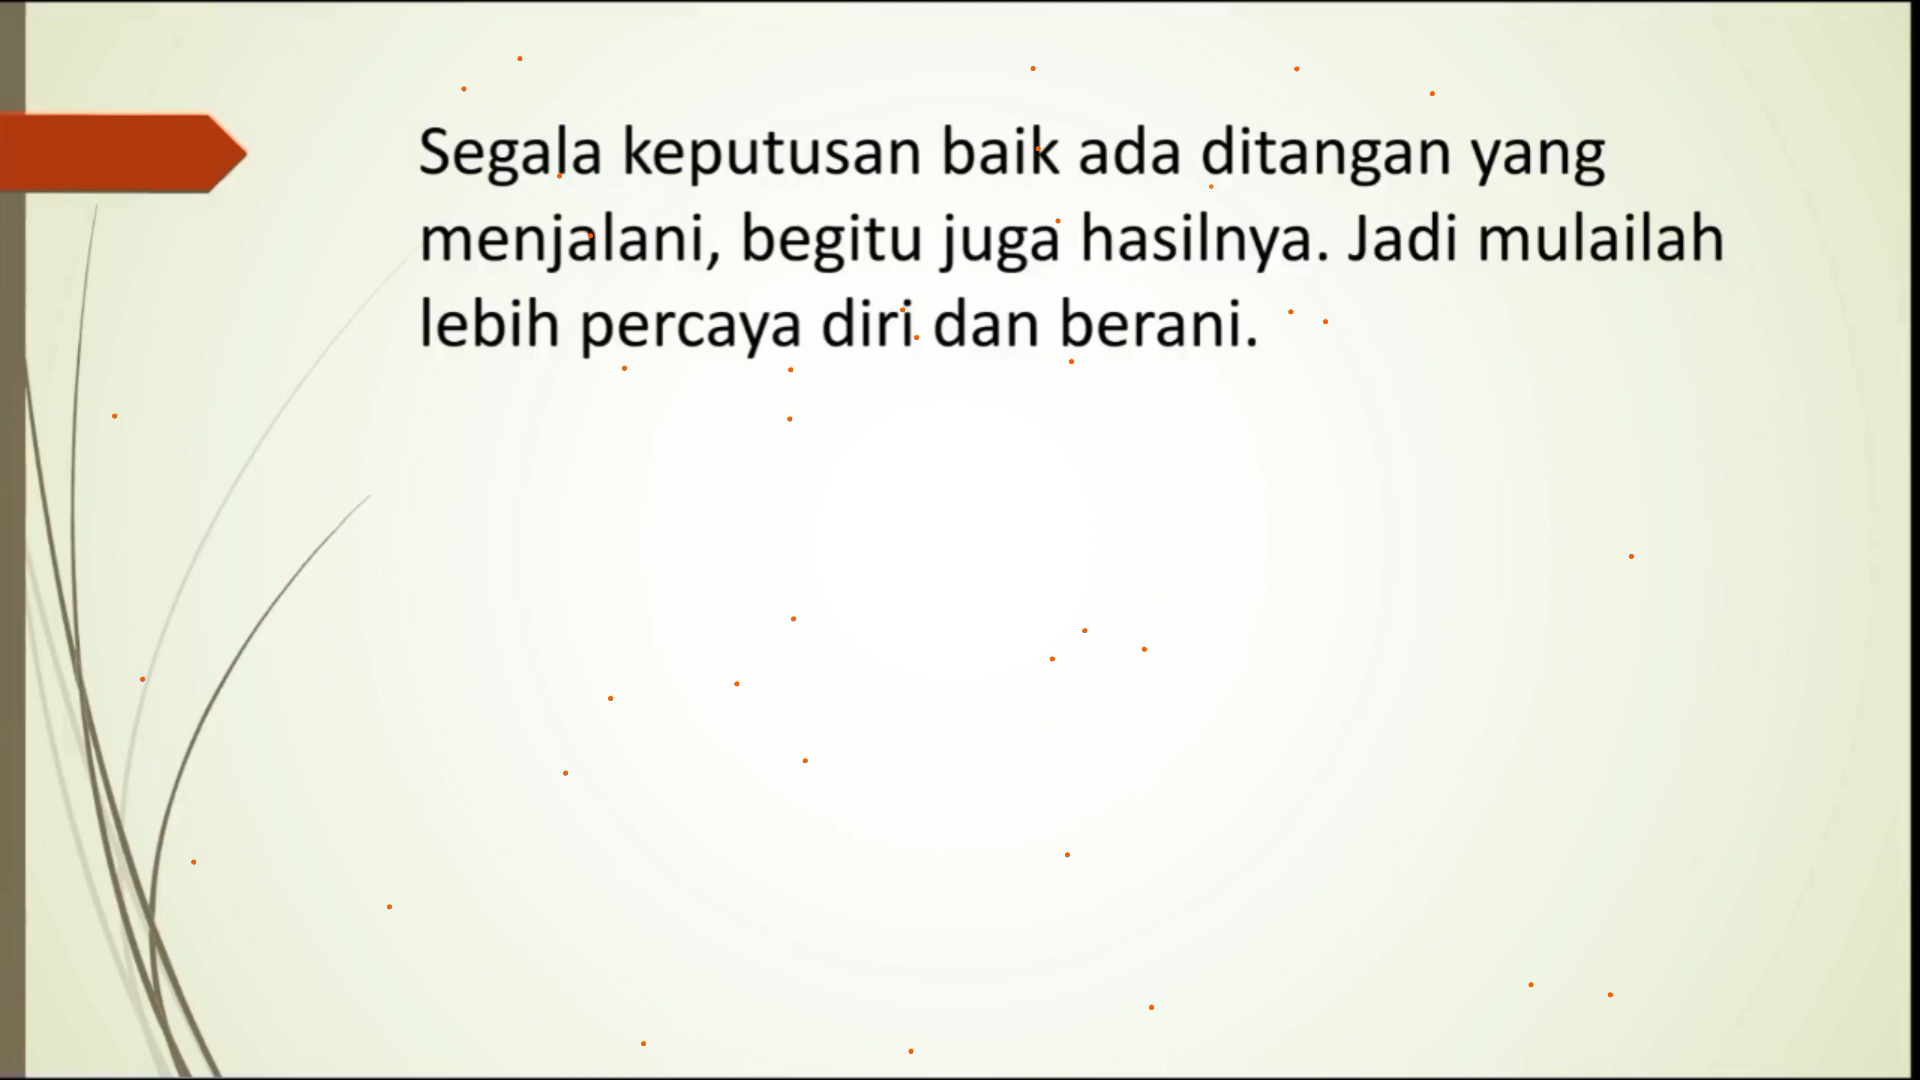 Segala keputusan baik ada ditangan yang
menjalani, begitu juga hasilnya. Jadi mulailah
lebih percaya diri dan berani.